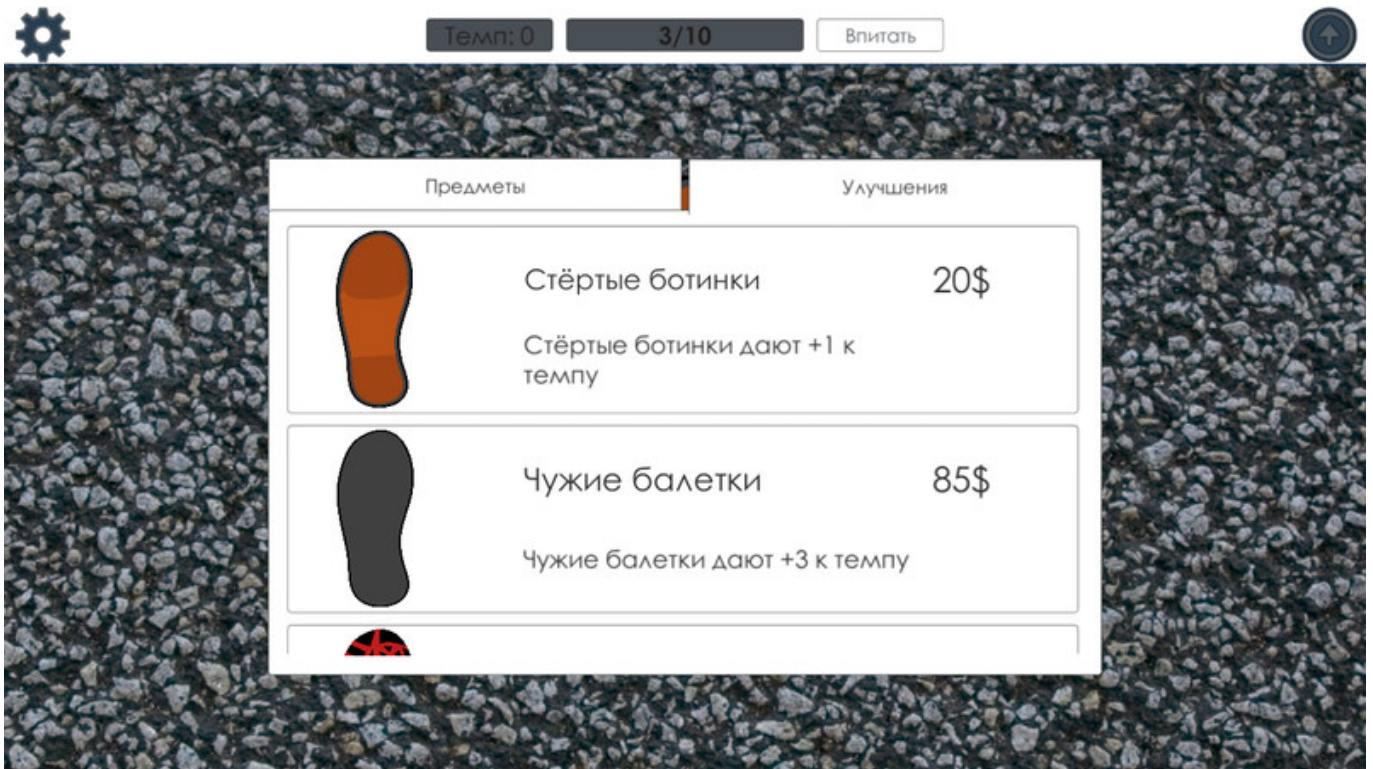 Темп: 0
3/10
Впитать
Предметы
Улучшения
Стёртые ботинки
20$
Стёртые ботинки дают +1 к
темпу
Чужие балетки
85$
Чужие балетки дают +3 к темпу